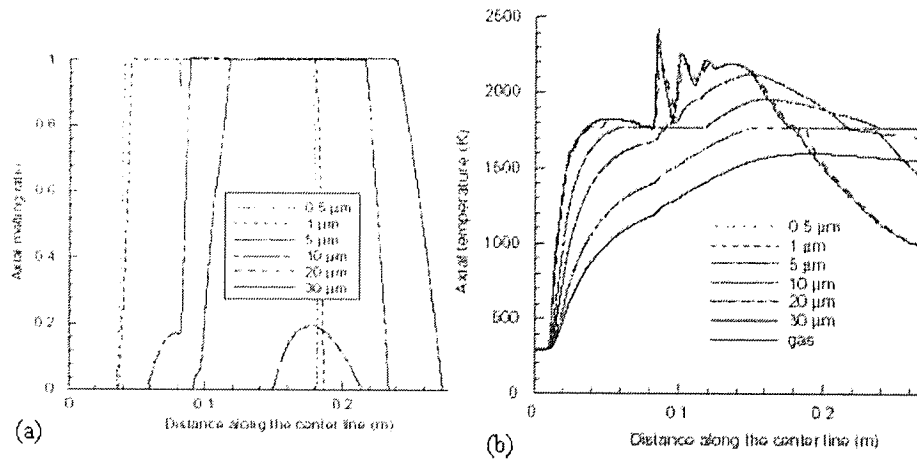 1
0.8
0.6
0.4
0.2
0
Axial melting ratio
0.5 µm
1 µm
5 µm
10 µm
20 µm
30 µm
0
0.1
0.2
Distance along the center line (m)
(a)
2500
2000
1500
1000
500
0
Axial temperature (K)
0.5 µm
1 µm
5 µm
10 µm
20 µm
30 µm
gas
0
0.1
0.2
Distance along the center line (m)
(b)